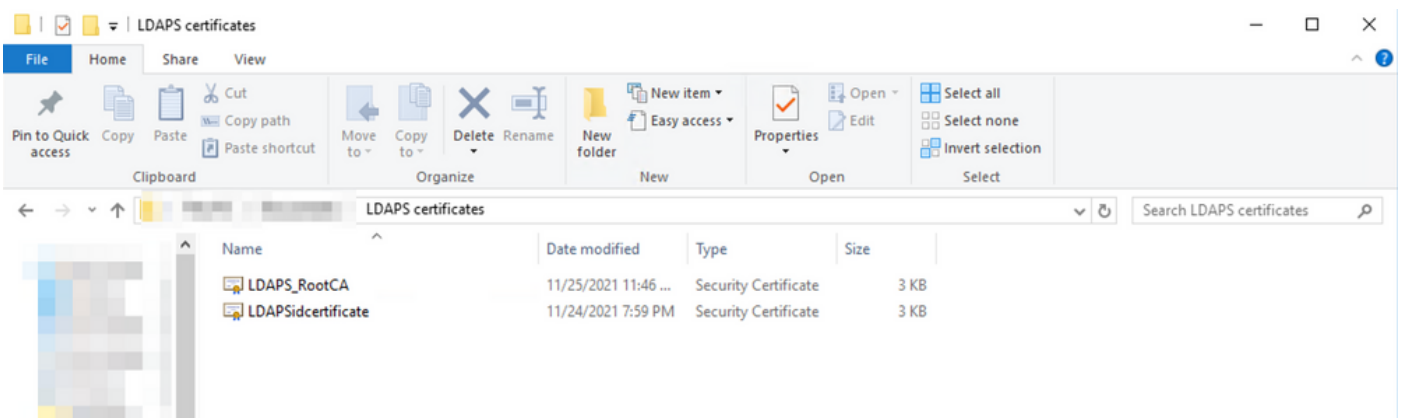 LDAPS certificates
File Home Share View
Pin to Quick access
Copy
Paste
Cut
Copy path
Paste shortcut
Clipboard
Move to
Copy to
Delete
Rename
Organize
New folder
New item
Easy access
New
Properties
Open
Edit
Open
Select all
Select none
Invert selection
Select
LDAPS certificates
Search LDAPS certificates
Name Date modified Type Size
LDAPS_RootCA 11/25/2021 11:46 ... Security Certificate 3 KB
LDAPSidcertificate 11/24/2021 7:59 PM Security Certificate 3 KB